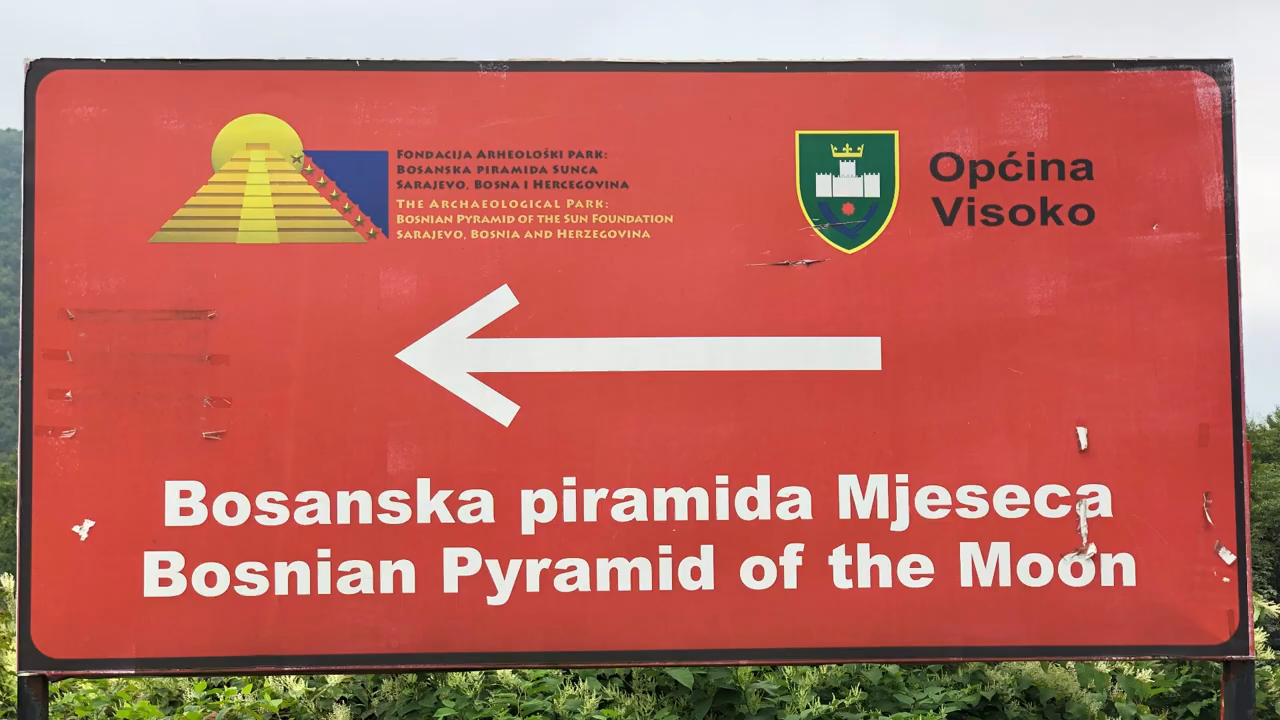 FONDACIJA ARHEOLOŠKI PARK:
BOSANSKA PIRAMIDA SUNCA
SARAJEVO, BOSNA I HERCEGOVINA
THE ARCHAEOLOGICAL PARK:
BOSNIAN PYRAMID OF THE SUN FOUNDATION
SARAJEVO, BOSNIA AND HERZEGOVINA
Općina
Visoko
Bosanska piramida Mjeseca
Bosnian Pyramid of the Moon